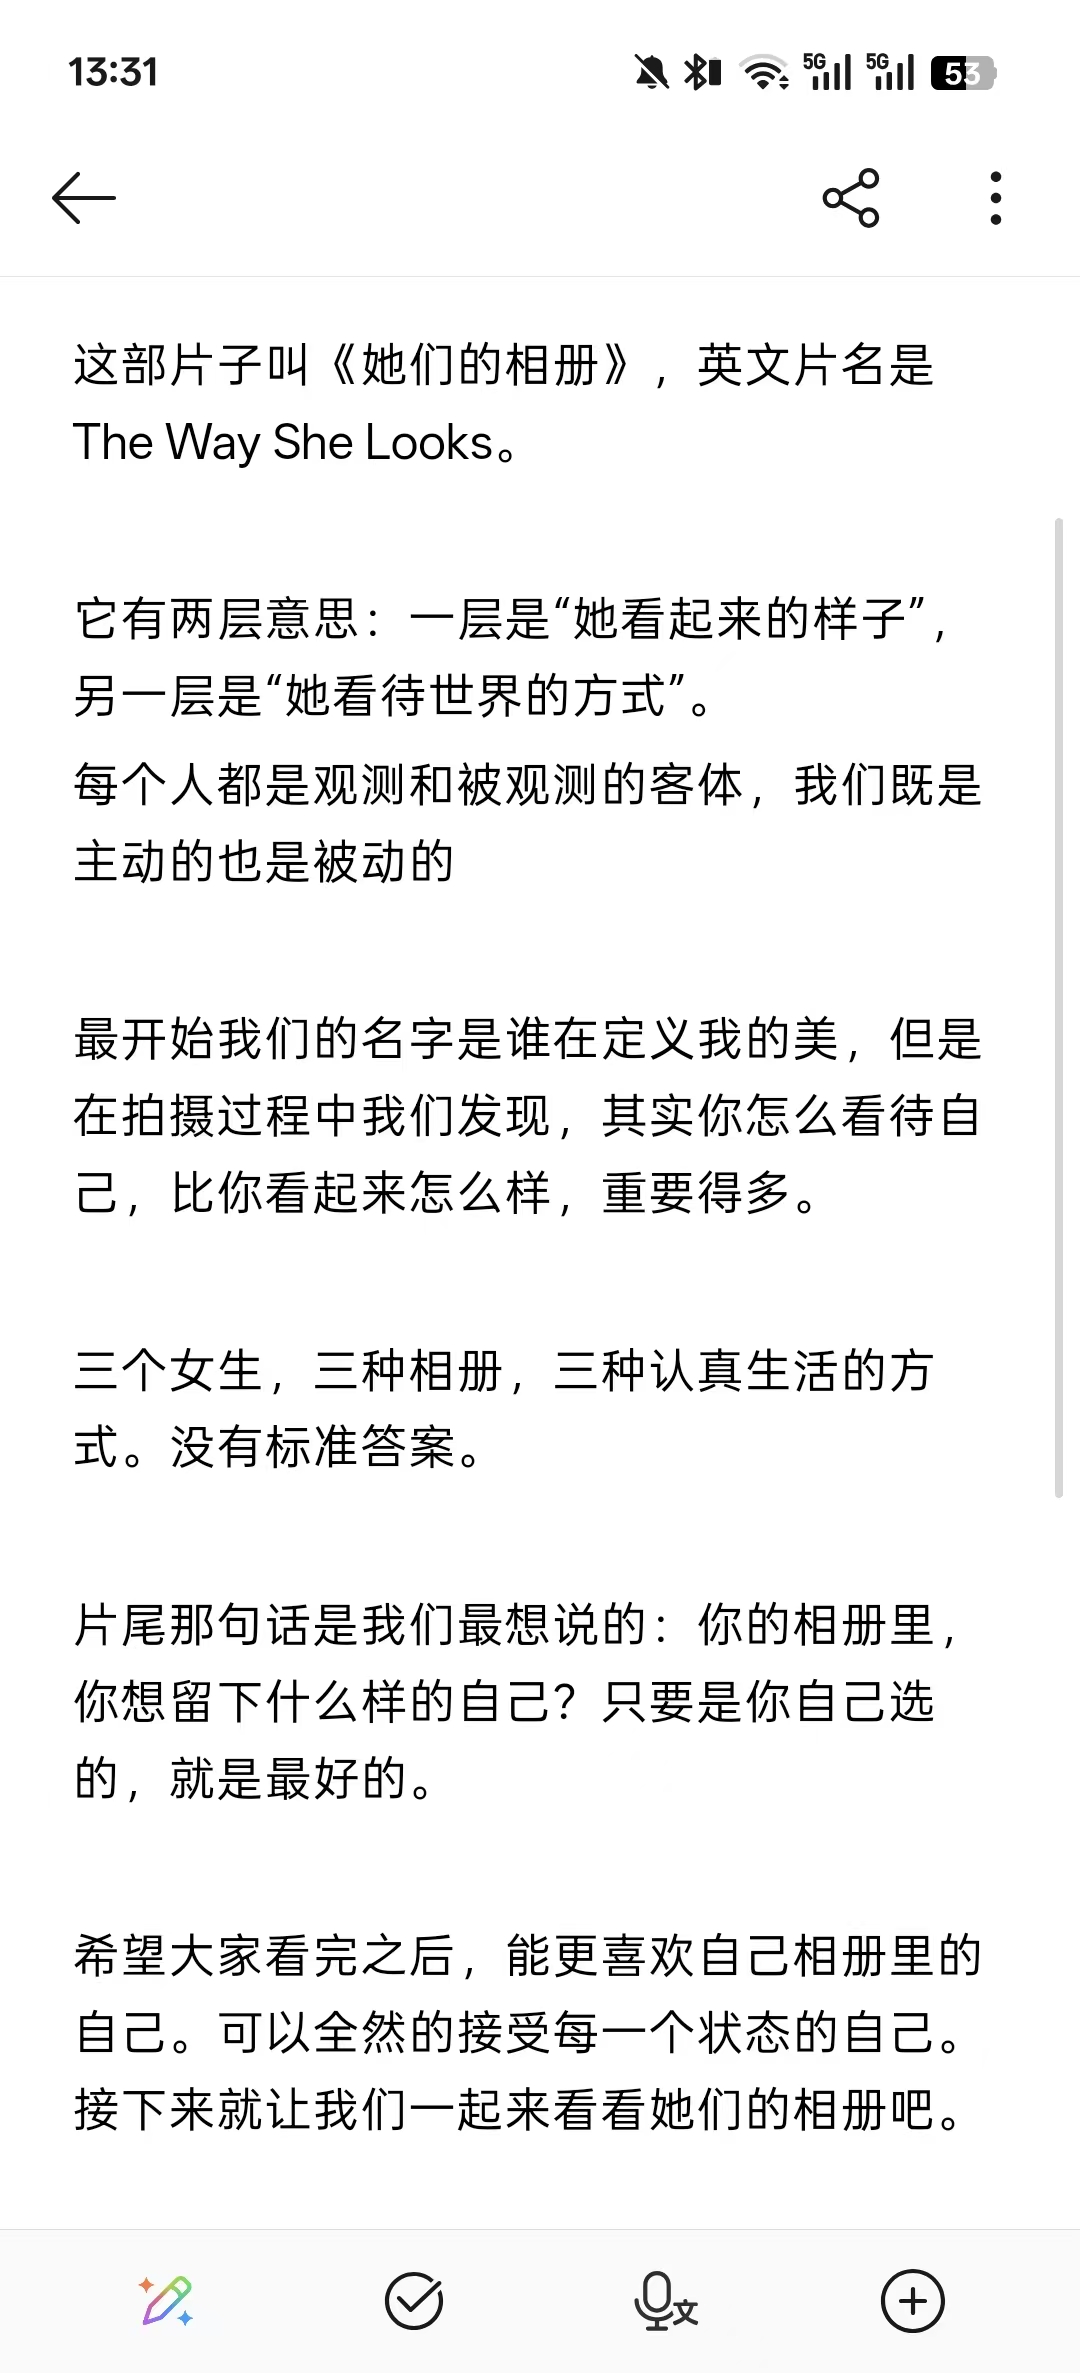 13:31
5G 5G 53
这部片子叫《她们的相册》，英文片名是
The Way She Looks。
它有两层意思：一层是“她看起来的样子”，
另一层是“她看待世界的方式”。
每个人都是观测和被观测的客体，我们既是
主动的也是被动的
最开始我们的名字是谁在定义我的美，但是
在拍摄过程中我们发现，其实你怎么看待自
己，比你看起来怎么样，重要得多。
三个女生，三种相册，三种认真生活的方
式。没有标准答案。
片尾那句话是我们最想说的：你的相册里，
你想留下什么样的自己？只要是你自己选
的，就是最好的。
希望大家看完之后，能更喜欢自己相册里的
自己。可以全然的接受每一个状态的自己。
接下来就让我们一起来看看她们的相册吧。
文